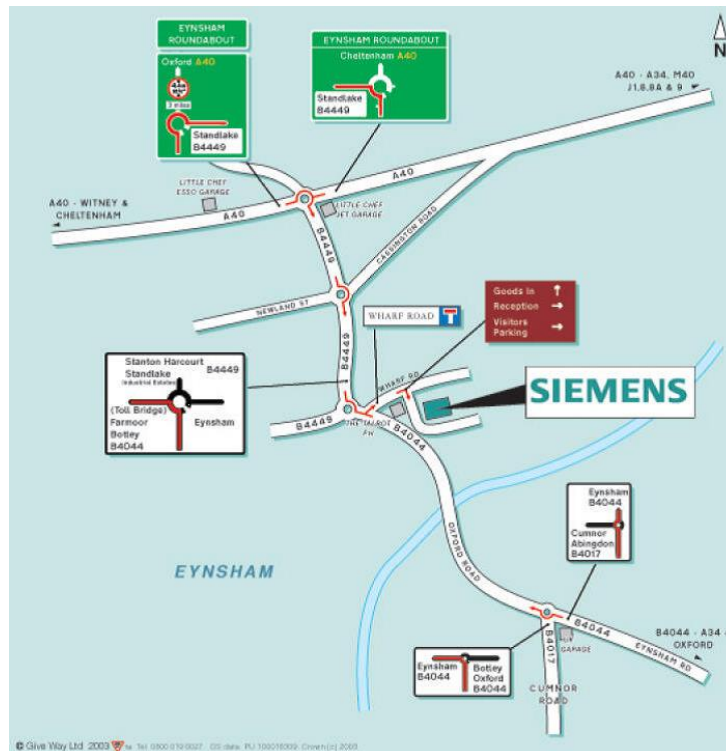 EYNSHAM
ROUNDABOUT
Oxford A40
3 miles
Standlake
B4449
EYNSHAM ROUNDABOUT
Cheltenham A40
Standlake
B4449
N
A40 - A34, M40
J1.8.8A & 9
A40 - WITNEY &
CHELTENHAM
LITTLE CHEF
ESSO GARAGE
A40
A40
LITTLE CHEF
JET GARAGE
B4449
CASSINGTON ROAD
NEWLAND ST
B4449
WHARF ROAD
Goods In
Reception
Visitors
Parking
Stanton Harcourt
Standlake
B4449
Industrial Estates
(Toll Bridge)
Farmoor
Botley
B4044
Eynsham
WHARF RD
SIEMENS
B4449
THE TALBOT
PH
B4044
OXFORD ROAD
EYNSHAM
Eynsham
B4044
Cumnor
Abingdon
B4017
B4044
B4044 - A34 -
OXFORD
EYNSHAM RD
GARAGE
B4017
Eynsham
B4044
Botley
Oxford
B4044
CUMNOR
ROAD
© Give Way Ltd 2003